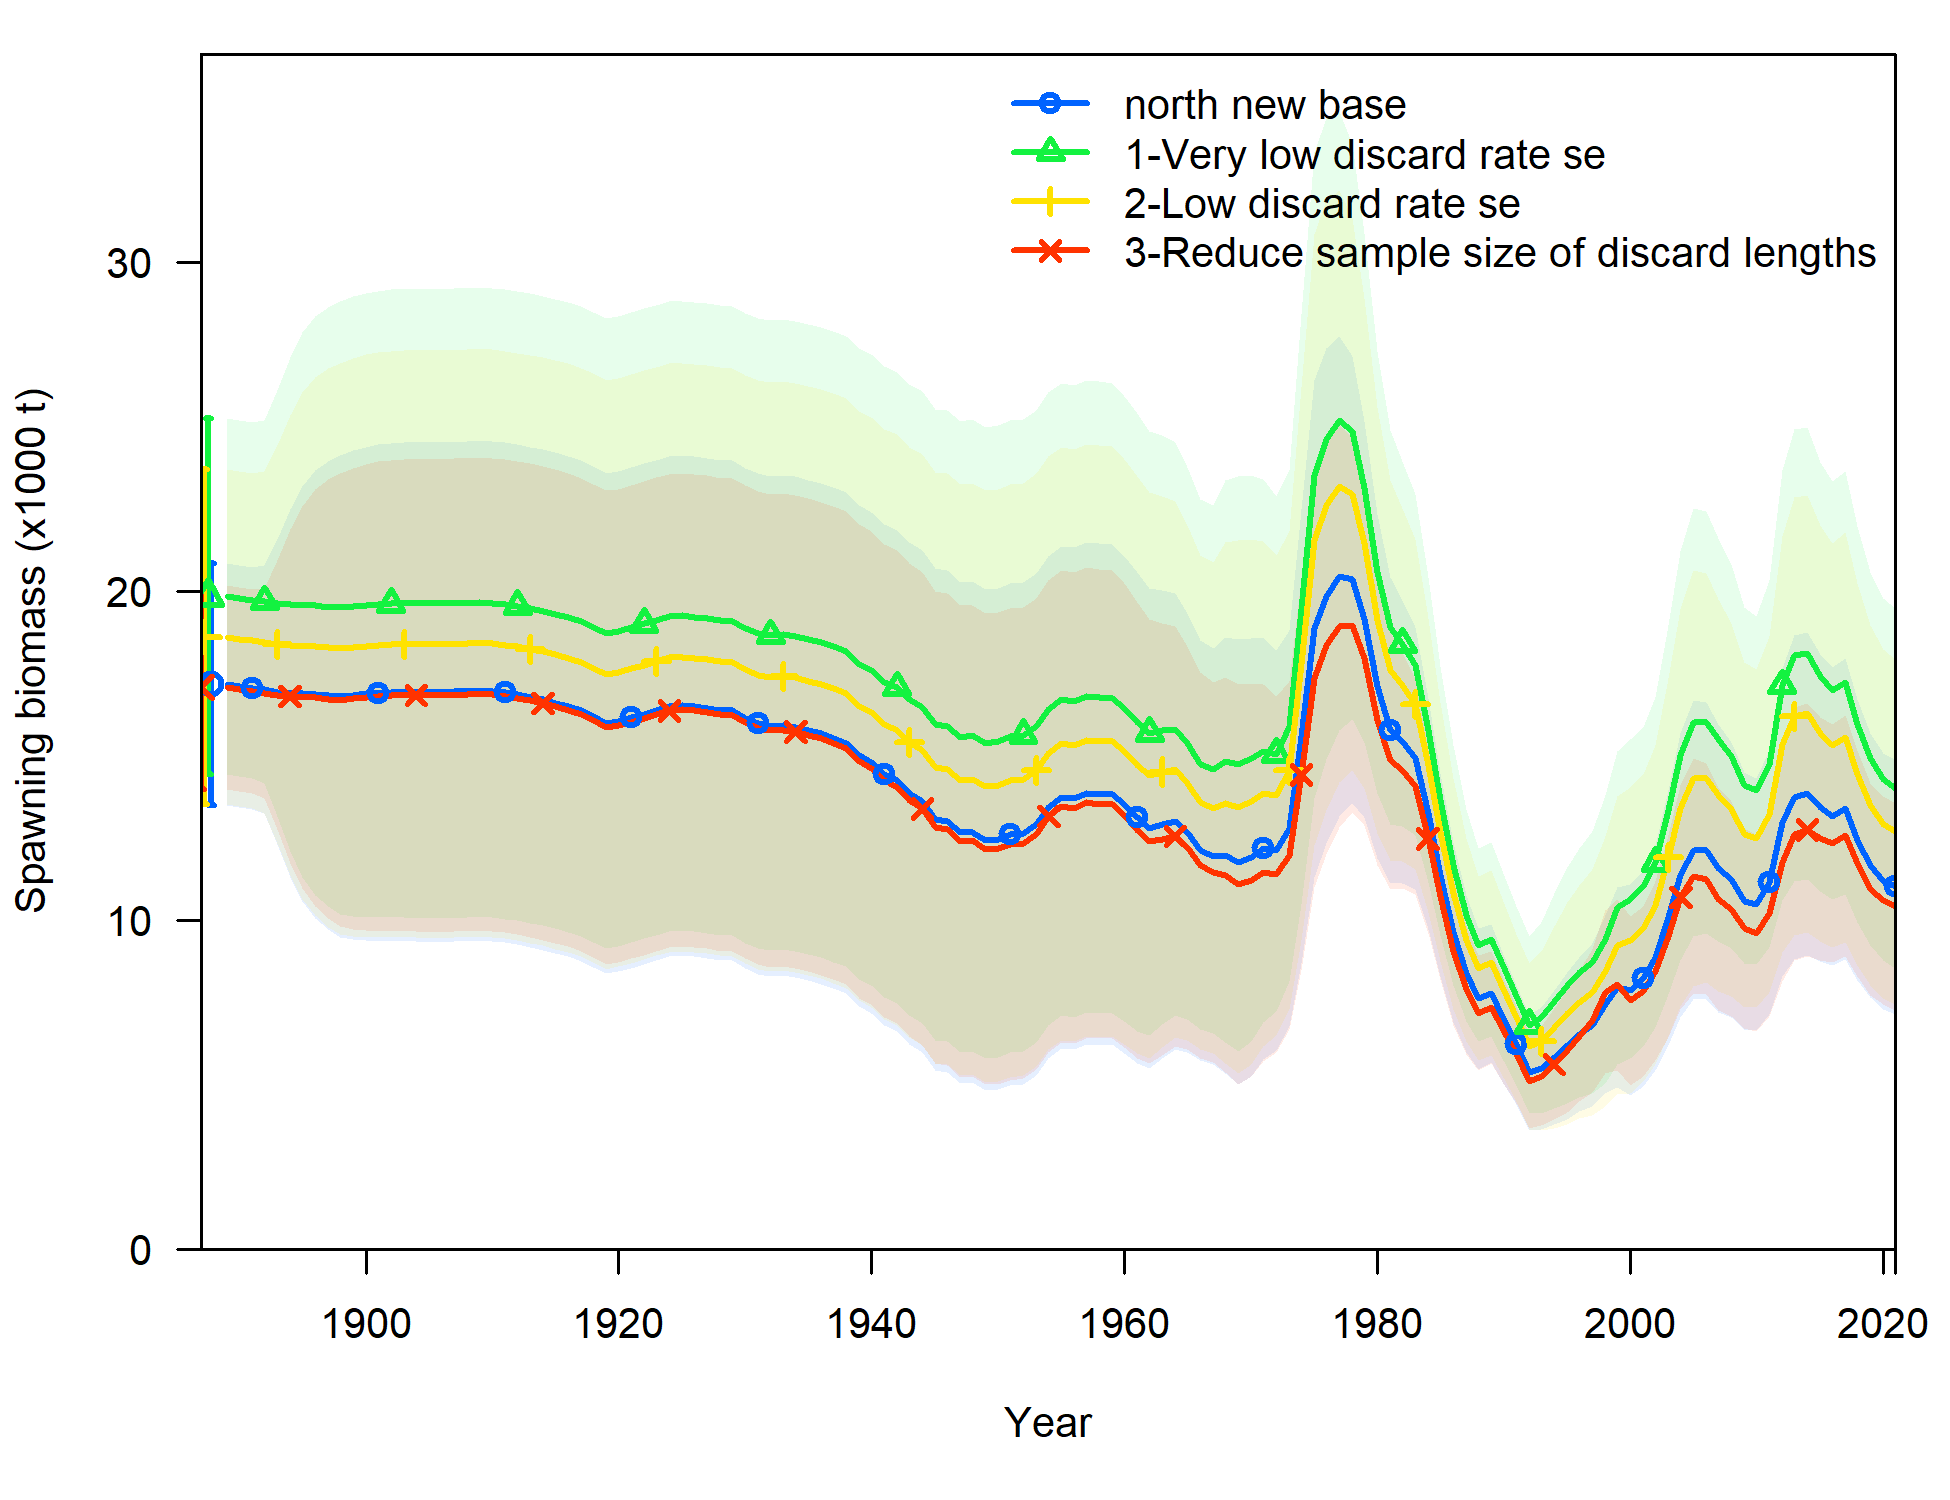 north new base
1-Very low discard rate se
2-Low discard rate se
3-Reduce sample size of discard lengths
Spawning biomass (x1000 t)
30
20
10
0
1900 1920 1940 1960 1980 2000 2020
Year